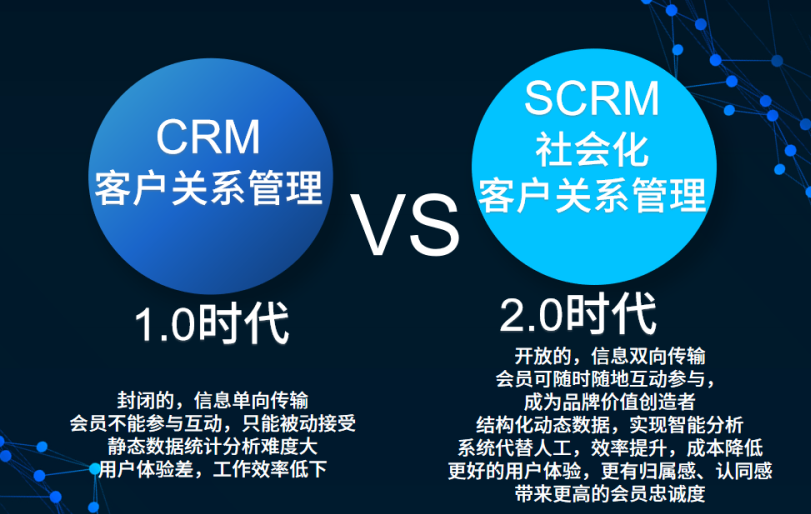 CRM
客户关系管理
VS
SCRM
社会化
客户关系管理
1.0时代
封闭的，信息单向传输
会员不能参与互动，只能被动接受
静态数据统计分析难度大
用户体验差，工作效率低下
2.0时代
开放的，信息双向传输
会员可随时随地互动参与，
成为品牌价值创造者
结构化动态数据，实现智能分析
系统代替人工，效率提升，成本降低
更好的用户体验，更有归属感、认同感
带来更高的会员忠诚度